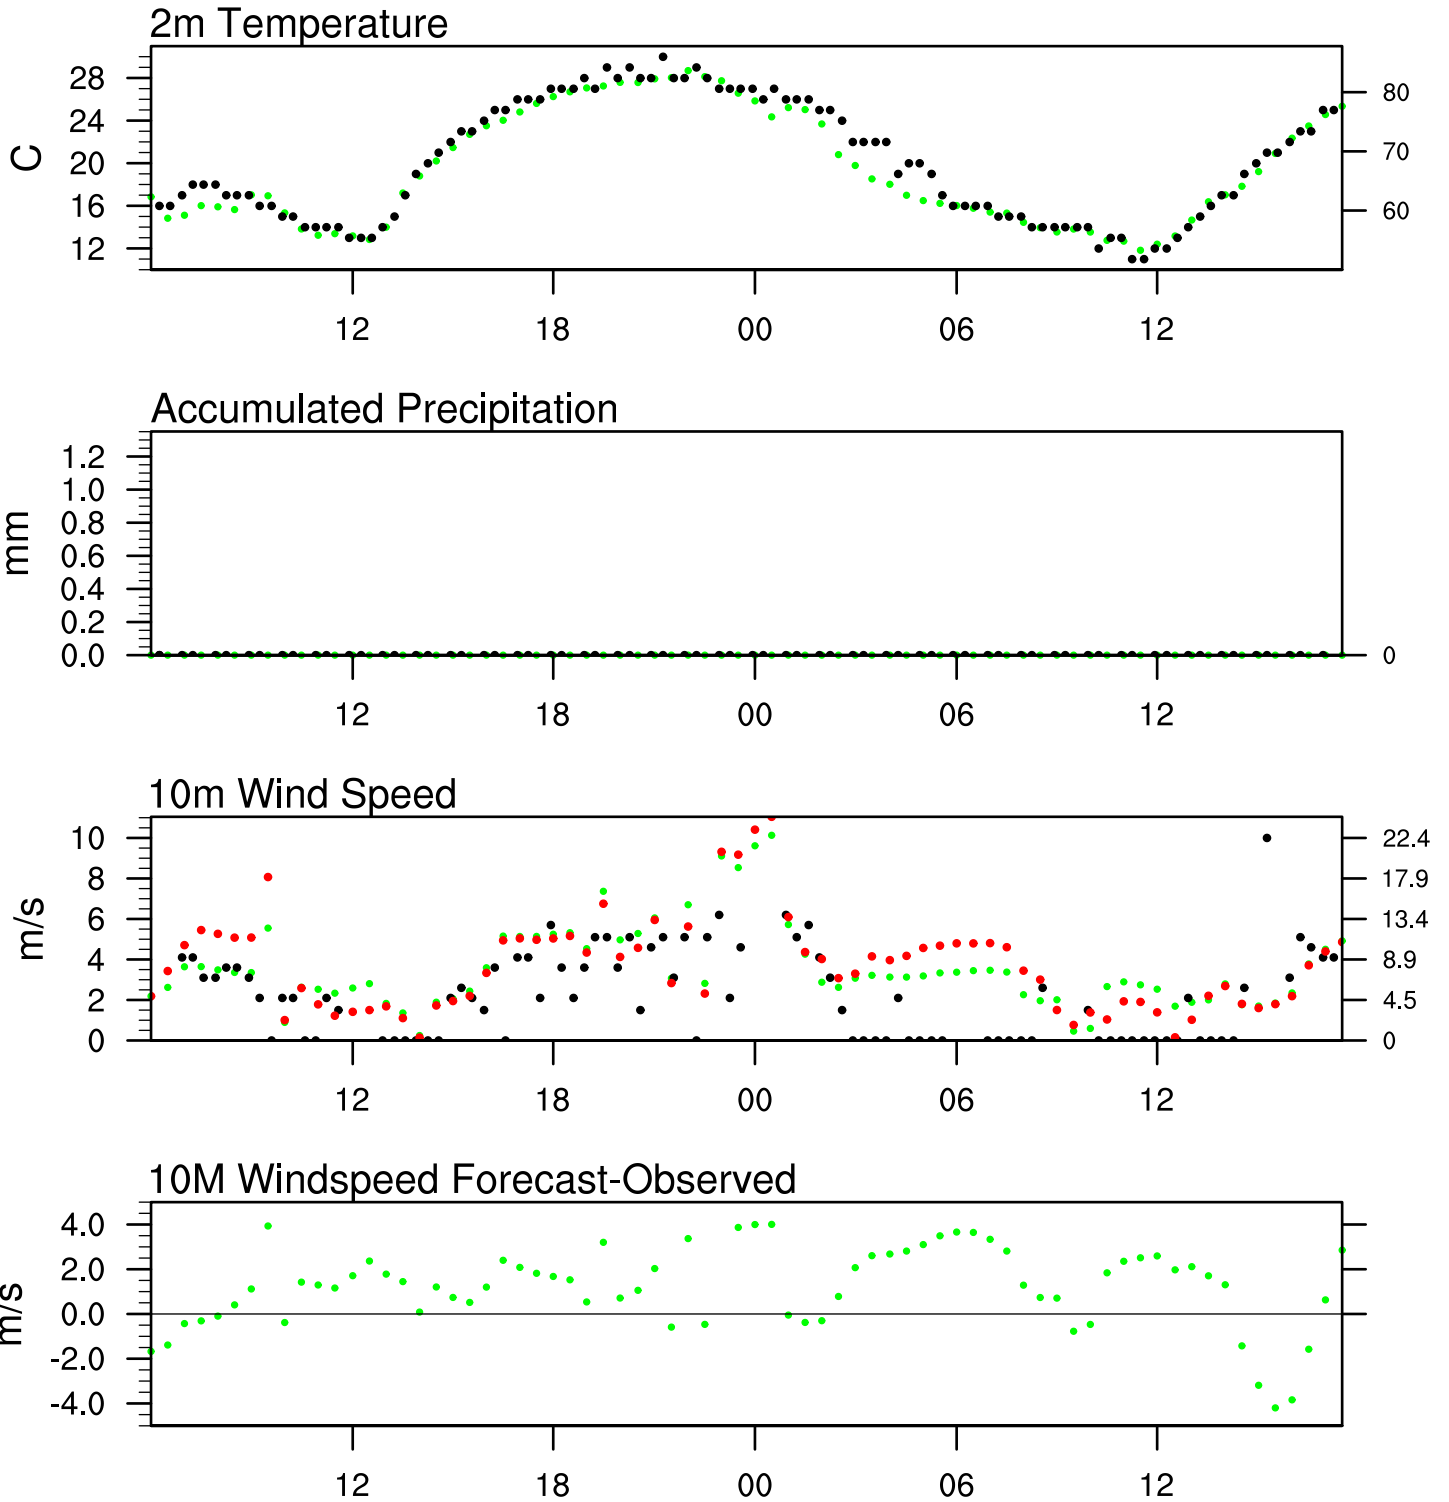 2m Temperature
C
28
24
20
16
12
80
70
60
12 18 00 06 12
Accumulated Precipitation
mm
1.2
1.0
0.8
0.6
0.4
0.2
0.0
0
12 18 00 06 12
10m Wind Speed
m/s
10
8
6
4
2
0
22.4
17.9
13.4
8.9
4.5
0
12 18 00 06 12
10M Windspeed Forecast-Observed
m/s
4.0
2.0
0.0
-2.0
-4.0
12 18 00 06 12